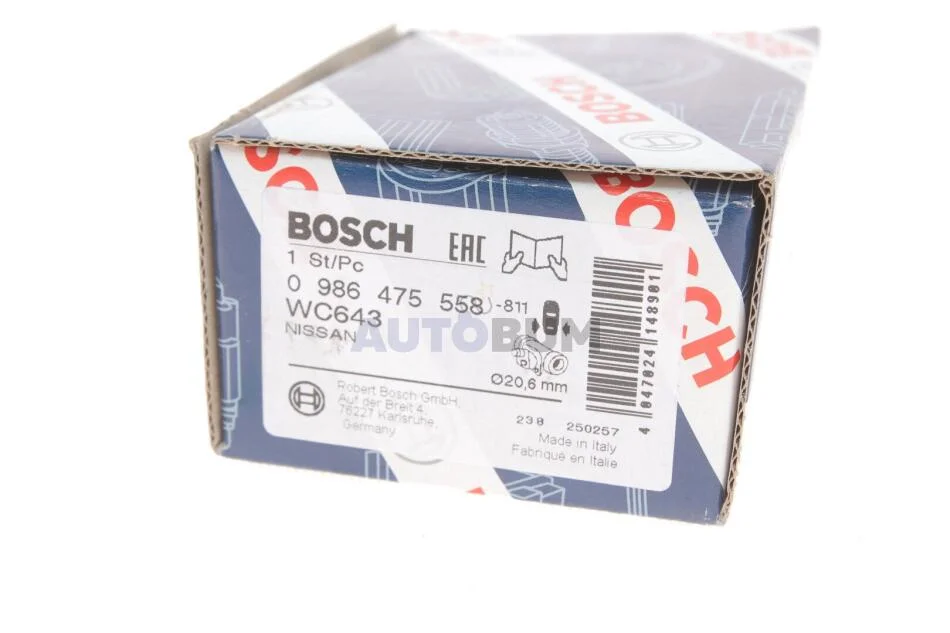 BOSCH
BOSCH
BOSCH
BOSCH EAC
1 St/Pc
0 986 475 558 -811
WC643
NISSAN
AUTOBUM
Ø20,6 mm
Robert Bosch GmbH,
Auf der Breit 4,
76227 Karlsruhe,
Germany
238 250257
Made in Italy
Fabriqué en Italie
4 047024 148901